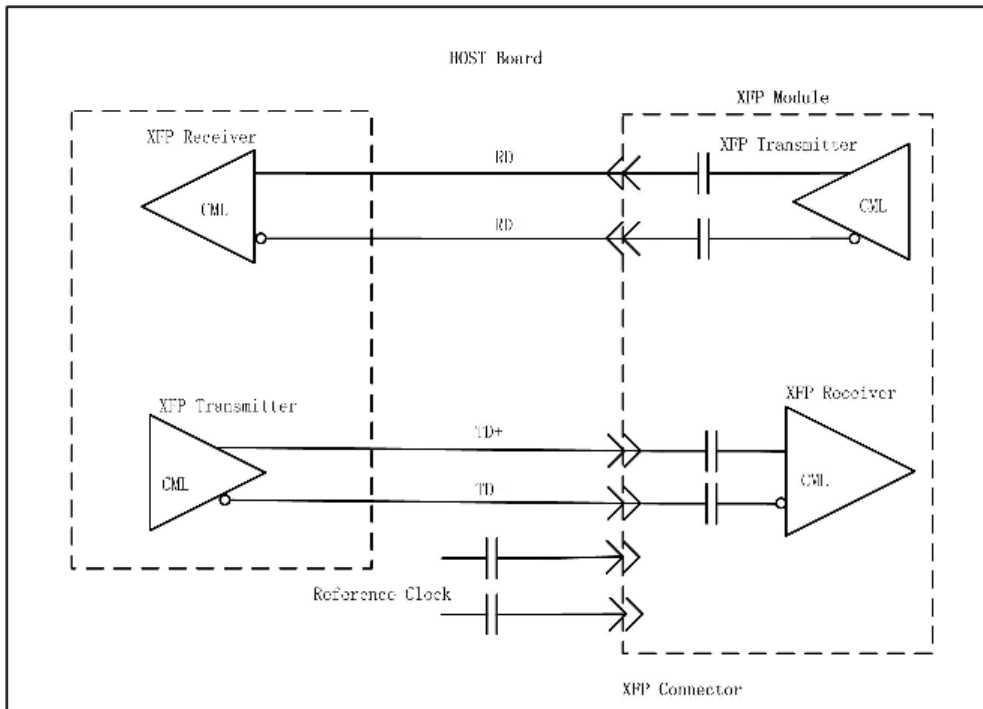 HOST Board
XFP Module
XFP Receiver
XFP Transmitter
RD
CML
CML
RD
XFP Transmitter
XFP Receiver
TD+
CML
TD
CML
Reference Clock
XFP Connector